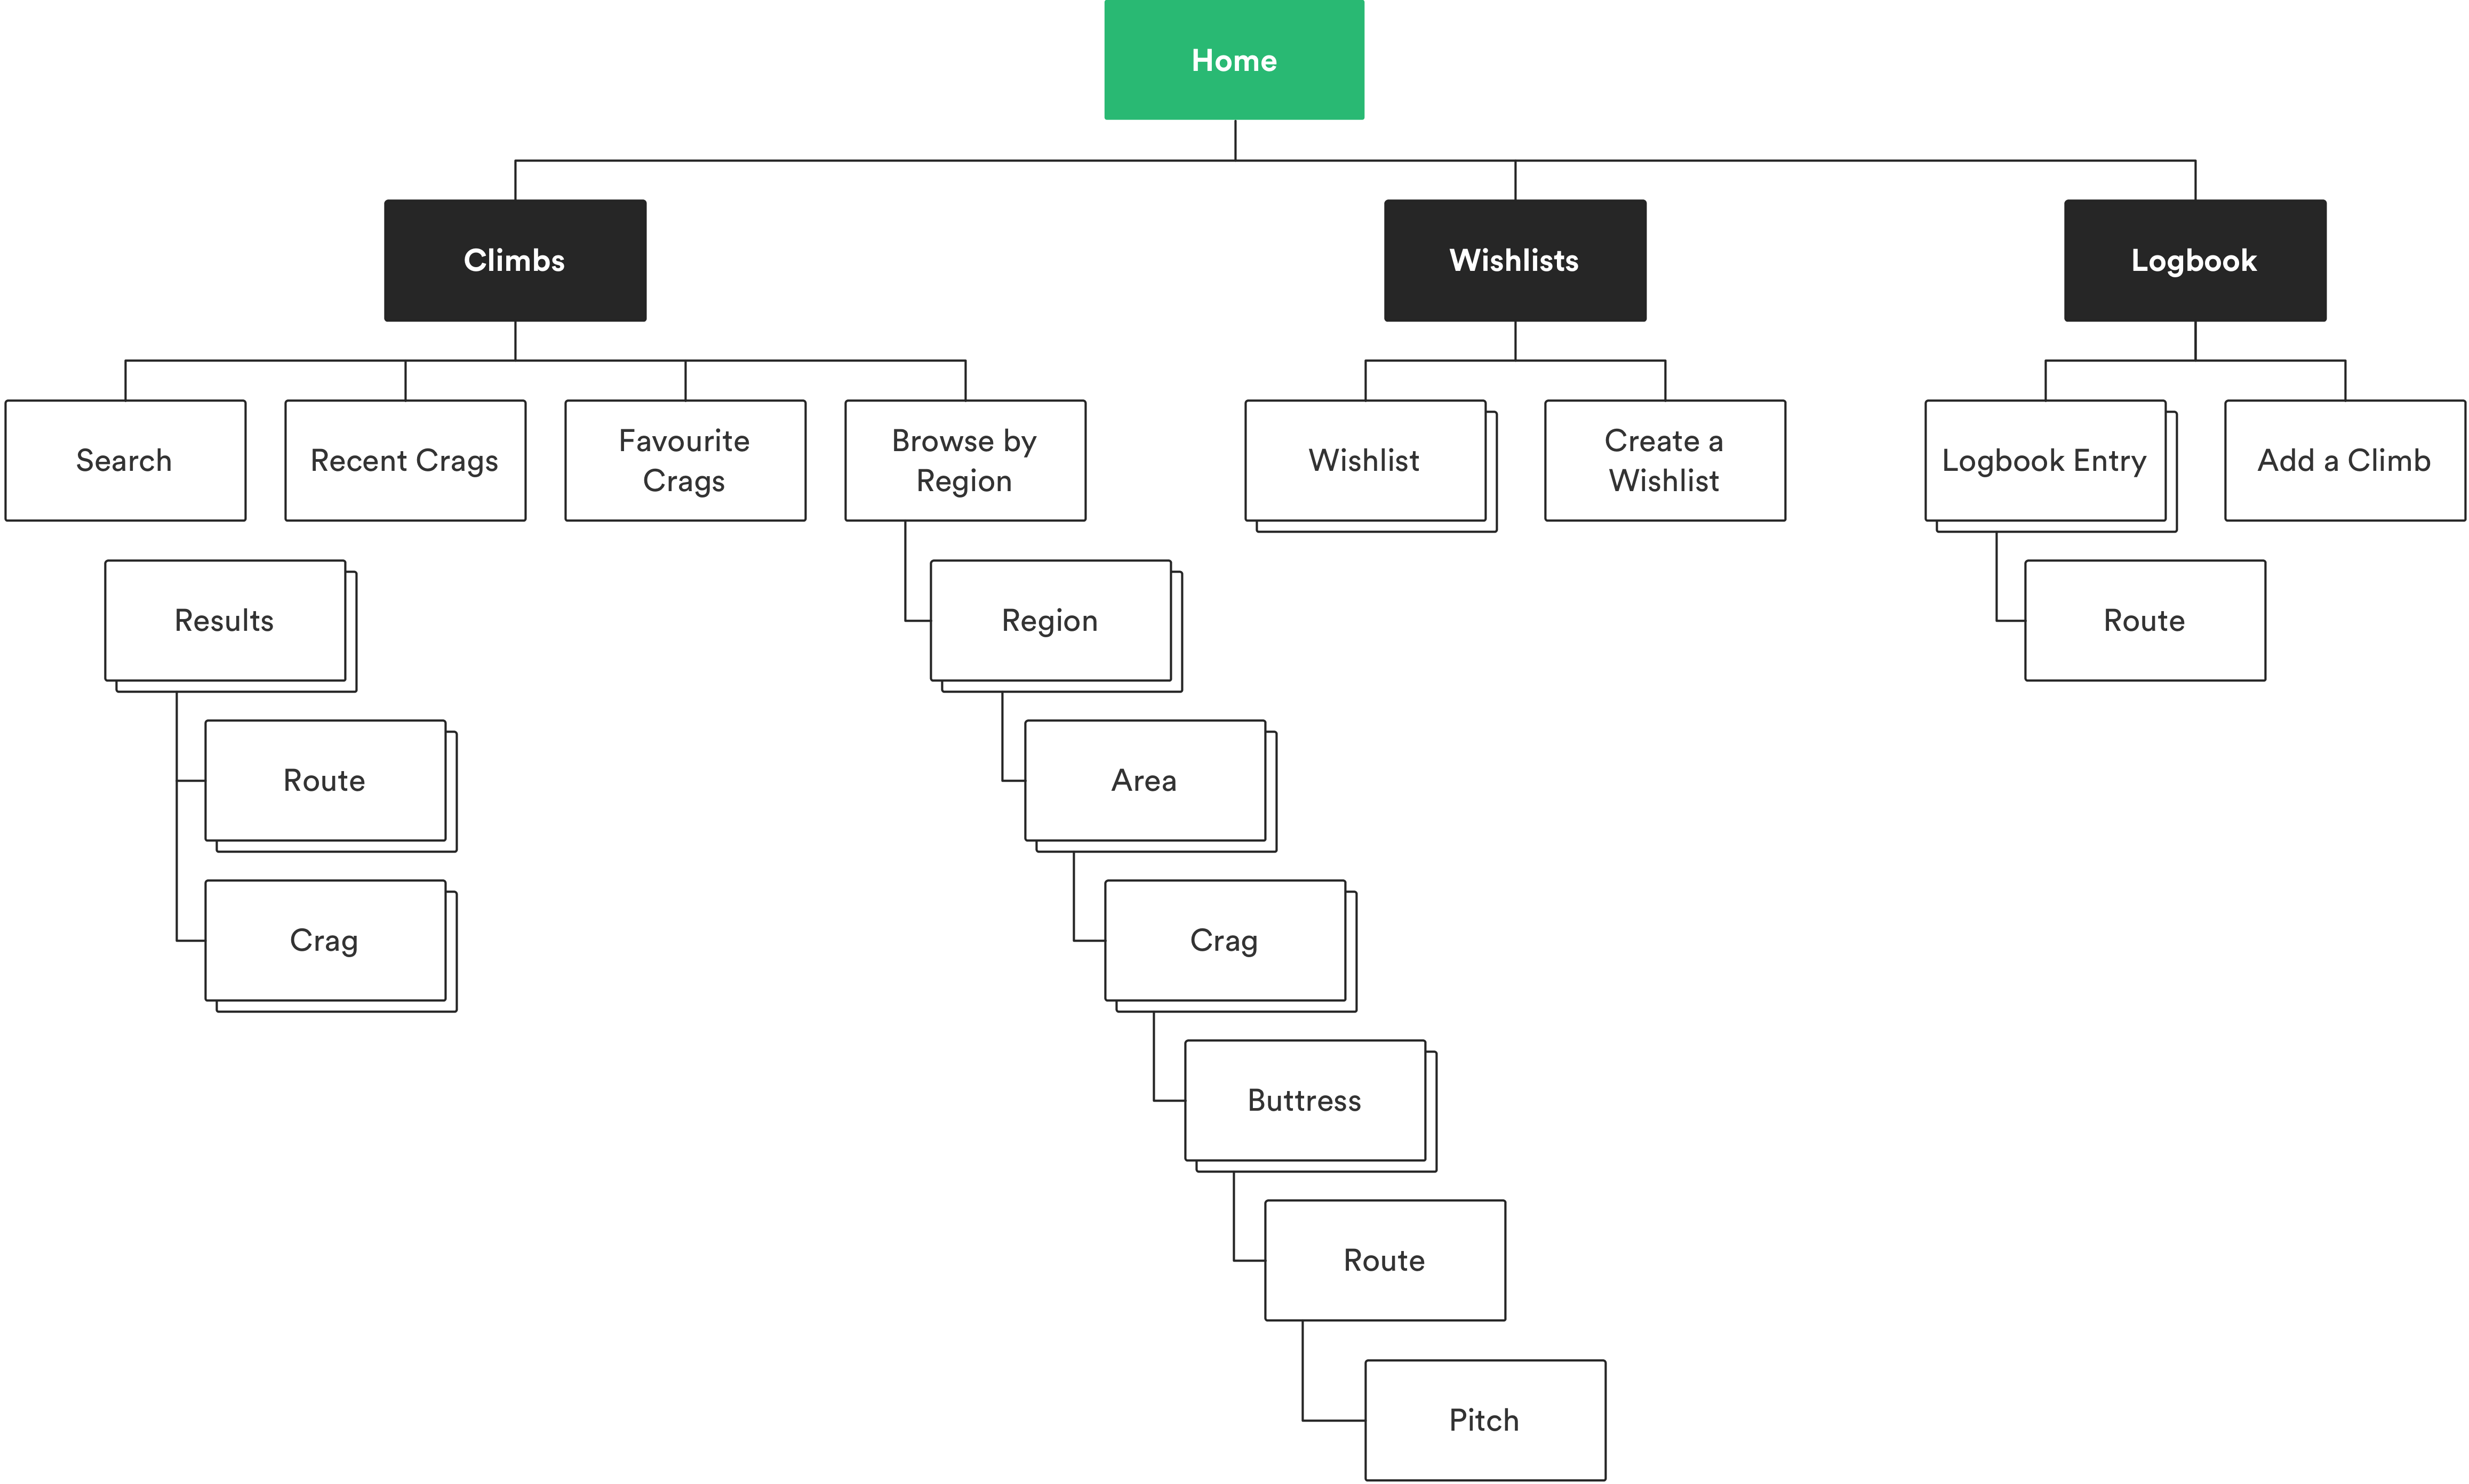 Home
Climbs
Wishlists
Logbook
Search
Recent Crags
Favourite
Crags
Browse by
Region
Wishlist
Create a
Wishlist
Logbook Entry
Add a Climb
Results
Region
Route
Route
Area
Crag
Crag
Buttress
Route
Pitch